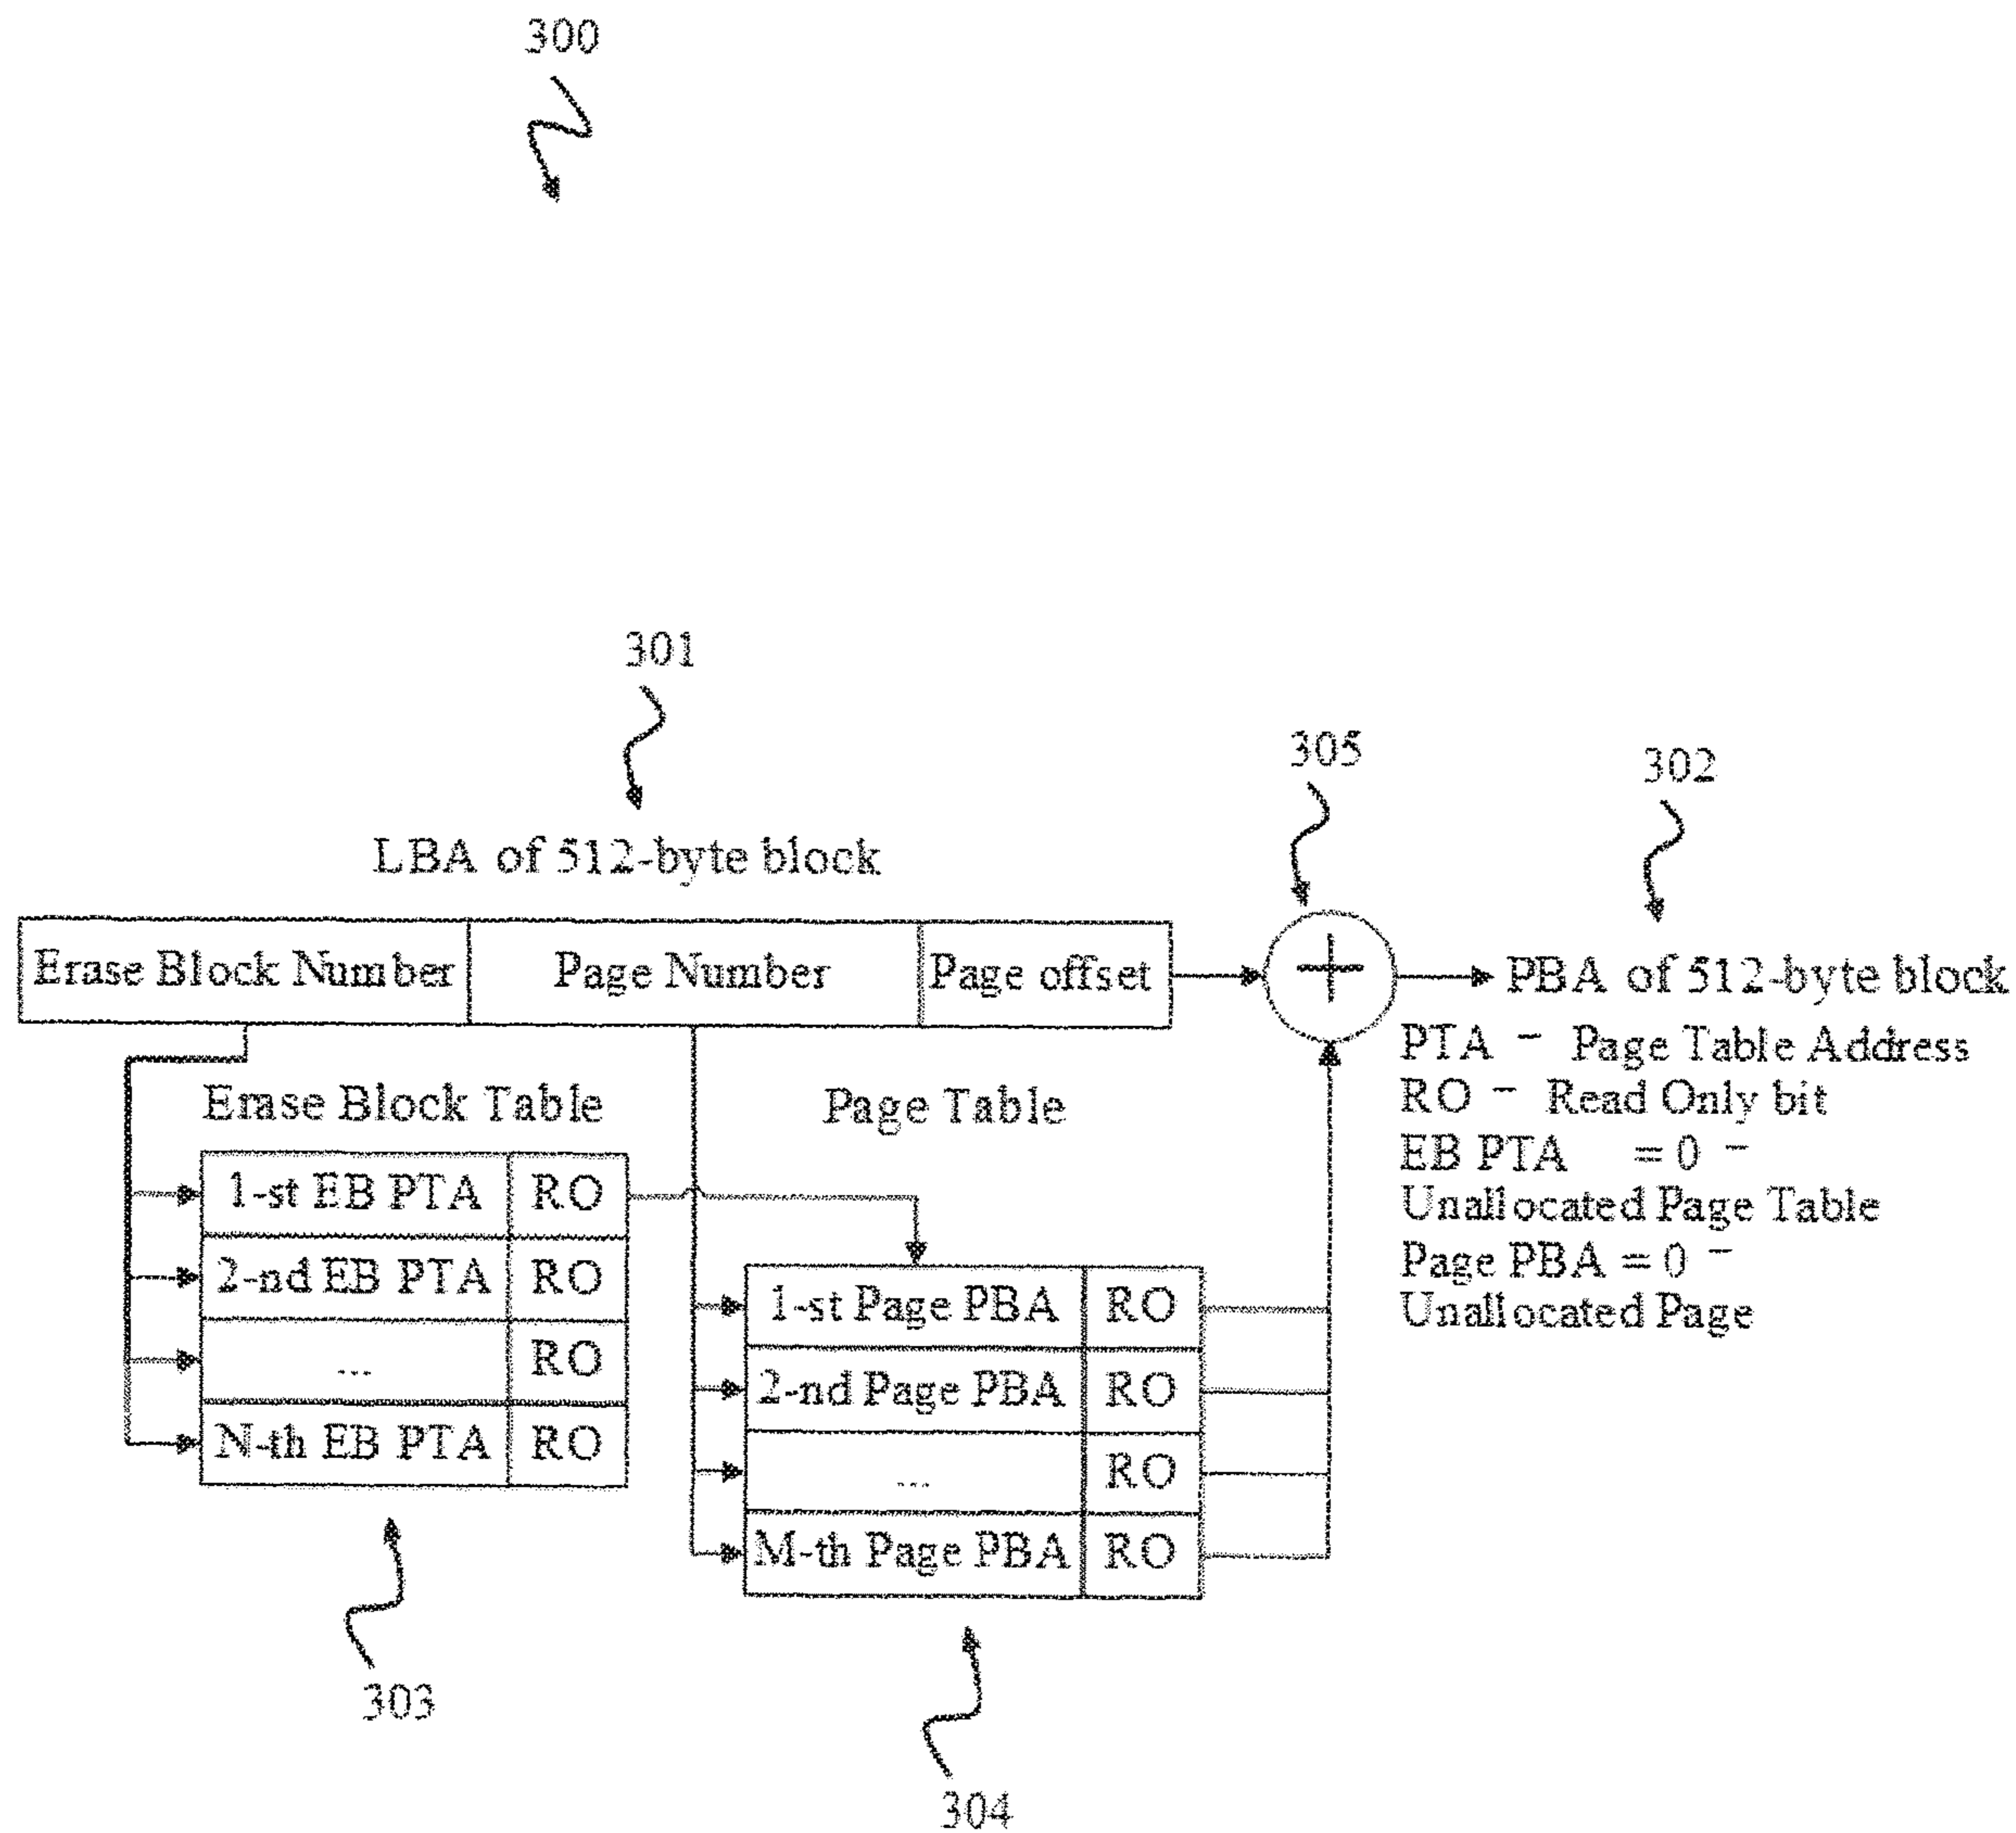 300
301
305
302
LBA of 512-byte block
Erase Block Number Page Number Page offset
PBA of 512-byte block
PTA – Page Table Address
RO – Read Only bit
EB PTA = 0 –
Unallocated Page Table
Page PBA = 0 –
Unallocated Page
Erase Block Table
1-st EB PTA RO
2-nd EB PTA RO
... RO
N-th EB PTA RO
Page Table
1-st Page PBA RO
2-nd Page PBA RO
... RO
M-th Page PBA RO
303
304